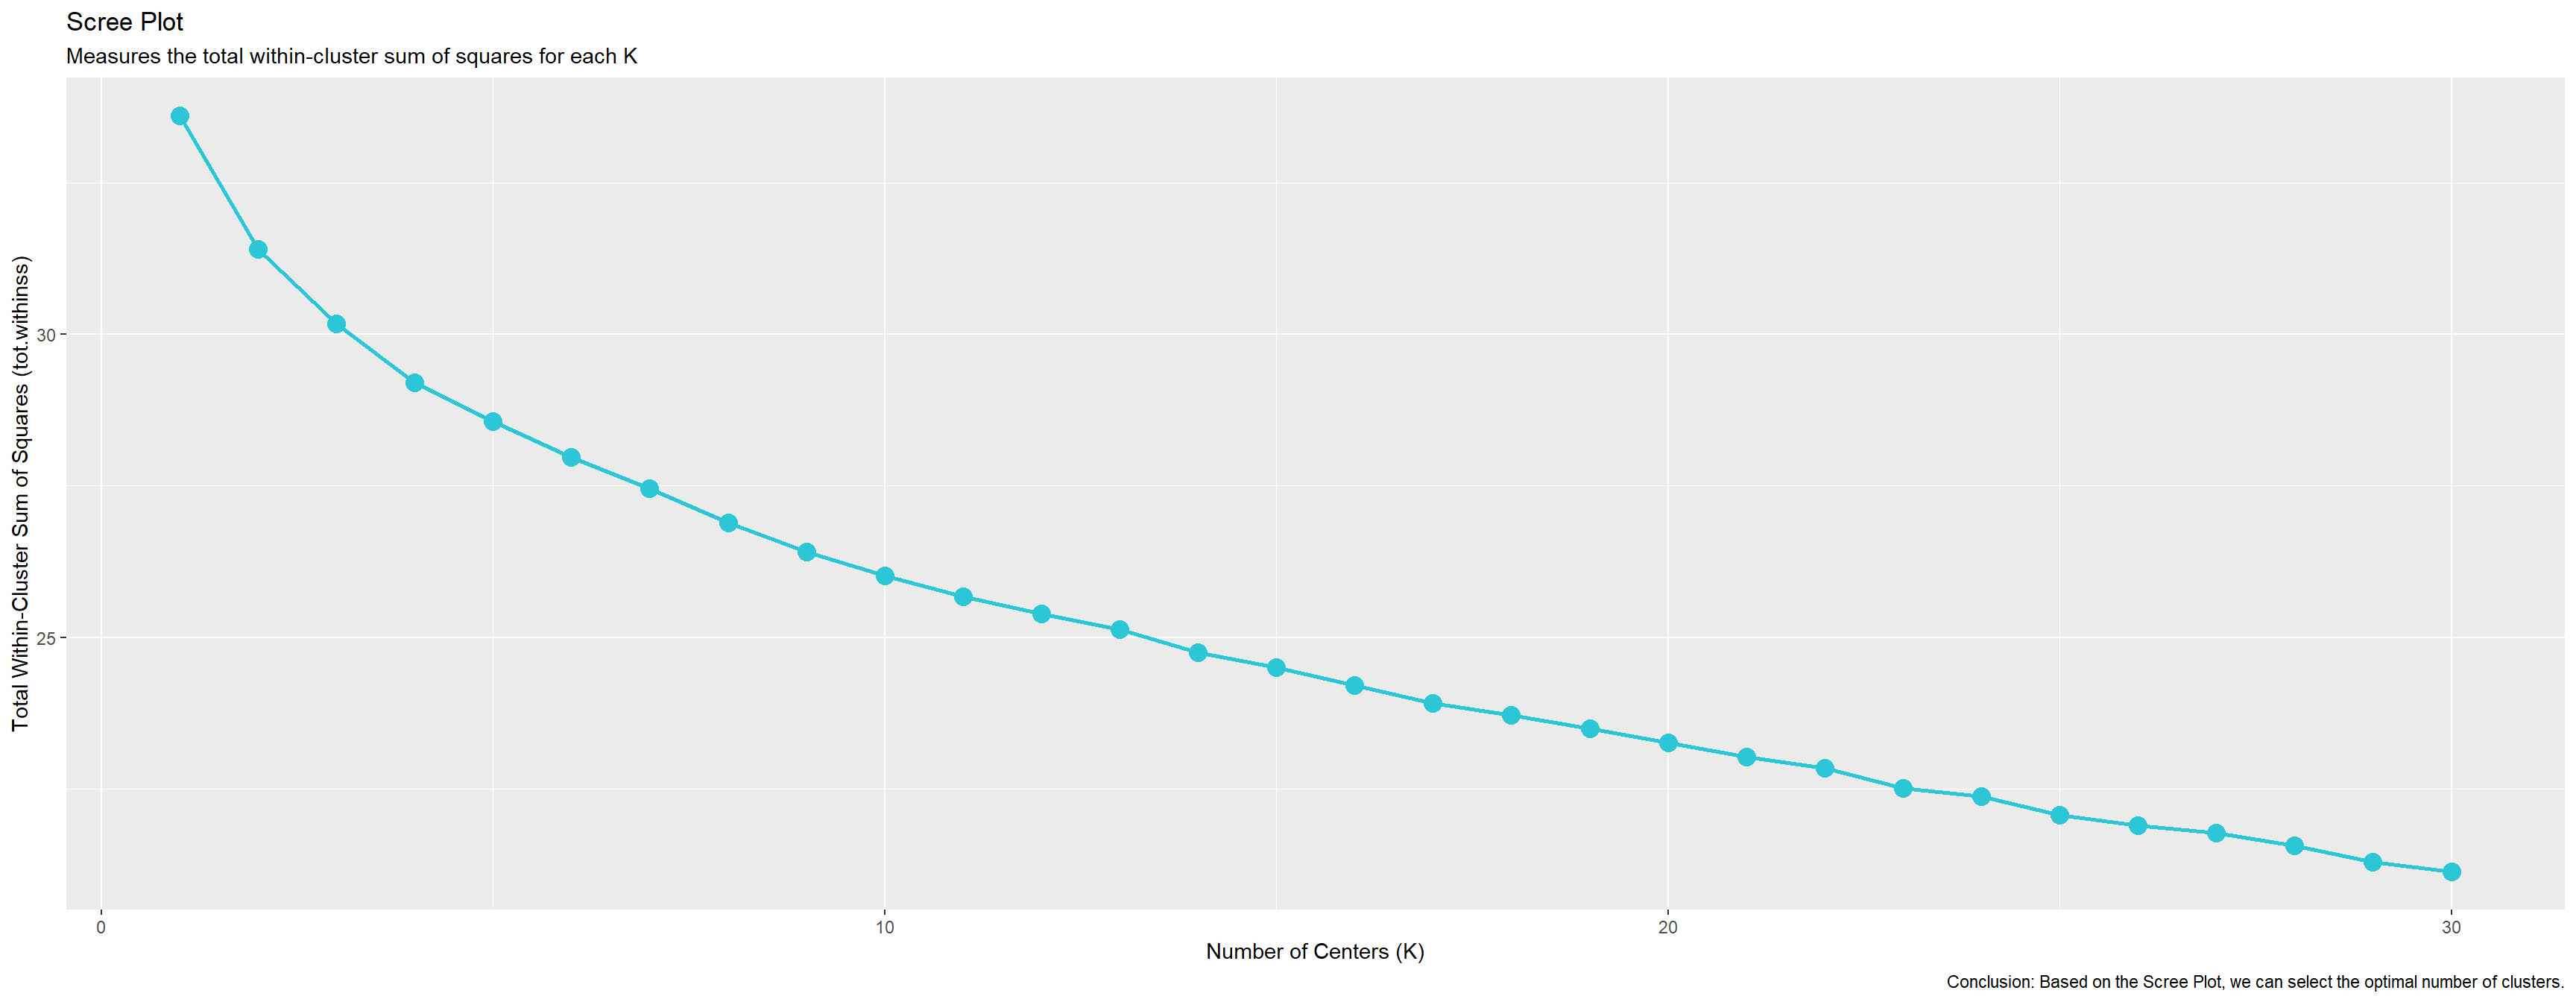 Scree Plot
Measures the total within-cluster sum of squares for each K
Total Within-Cluster Sum of Squares (tot.withinss)
30
25
0
10
20
30
Number of Centers (K)
Conclusion: Based on the Scree Plot, we can select the optimal number of clusters.